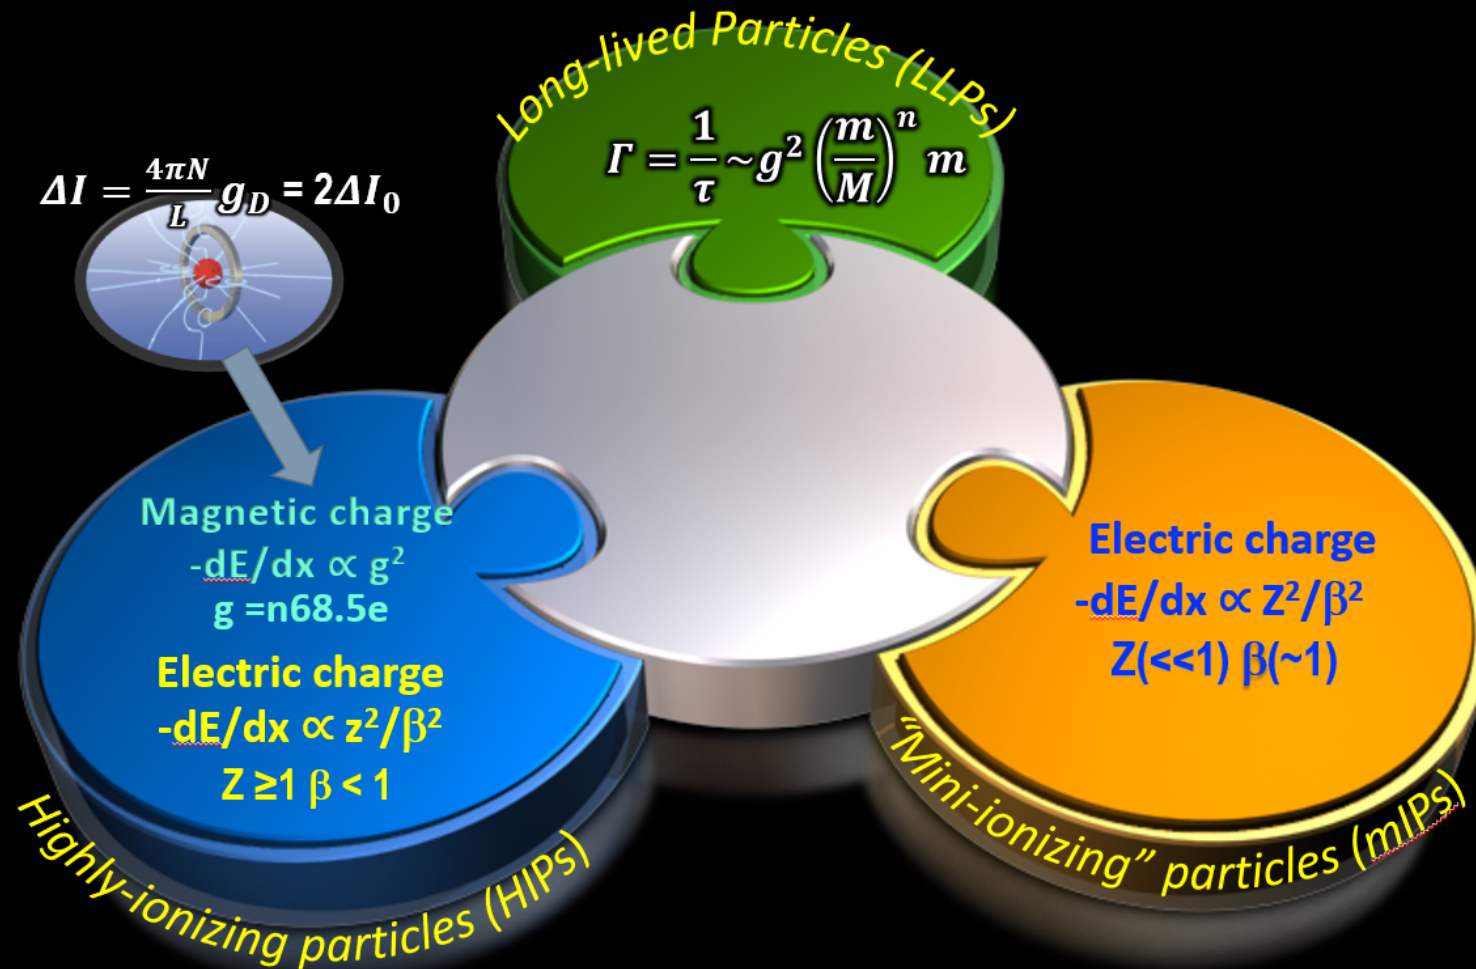 Long-lived Particles (LLPs)
Γ = 1/τ ~ g² (m/M)ⁿ m
ΔI = 4πN/L g_D = 2ΔI₀
Magnetic charge
-dE/dx ∝ g²
g =n68.5e
Electric charge
-dE/dx ∝ z²/β²
Z ≥1 β < 1
Highly-ionizing particles (HIPs)
Electric charge
-dE/dx ∝ Z²/β²
Z(<<1) β(~1)
“Mini-ionizing” particles (mIPs)